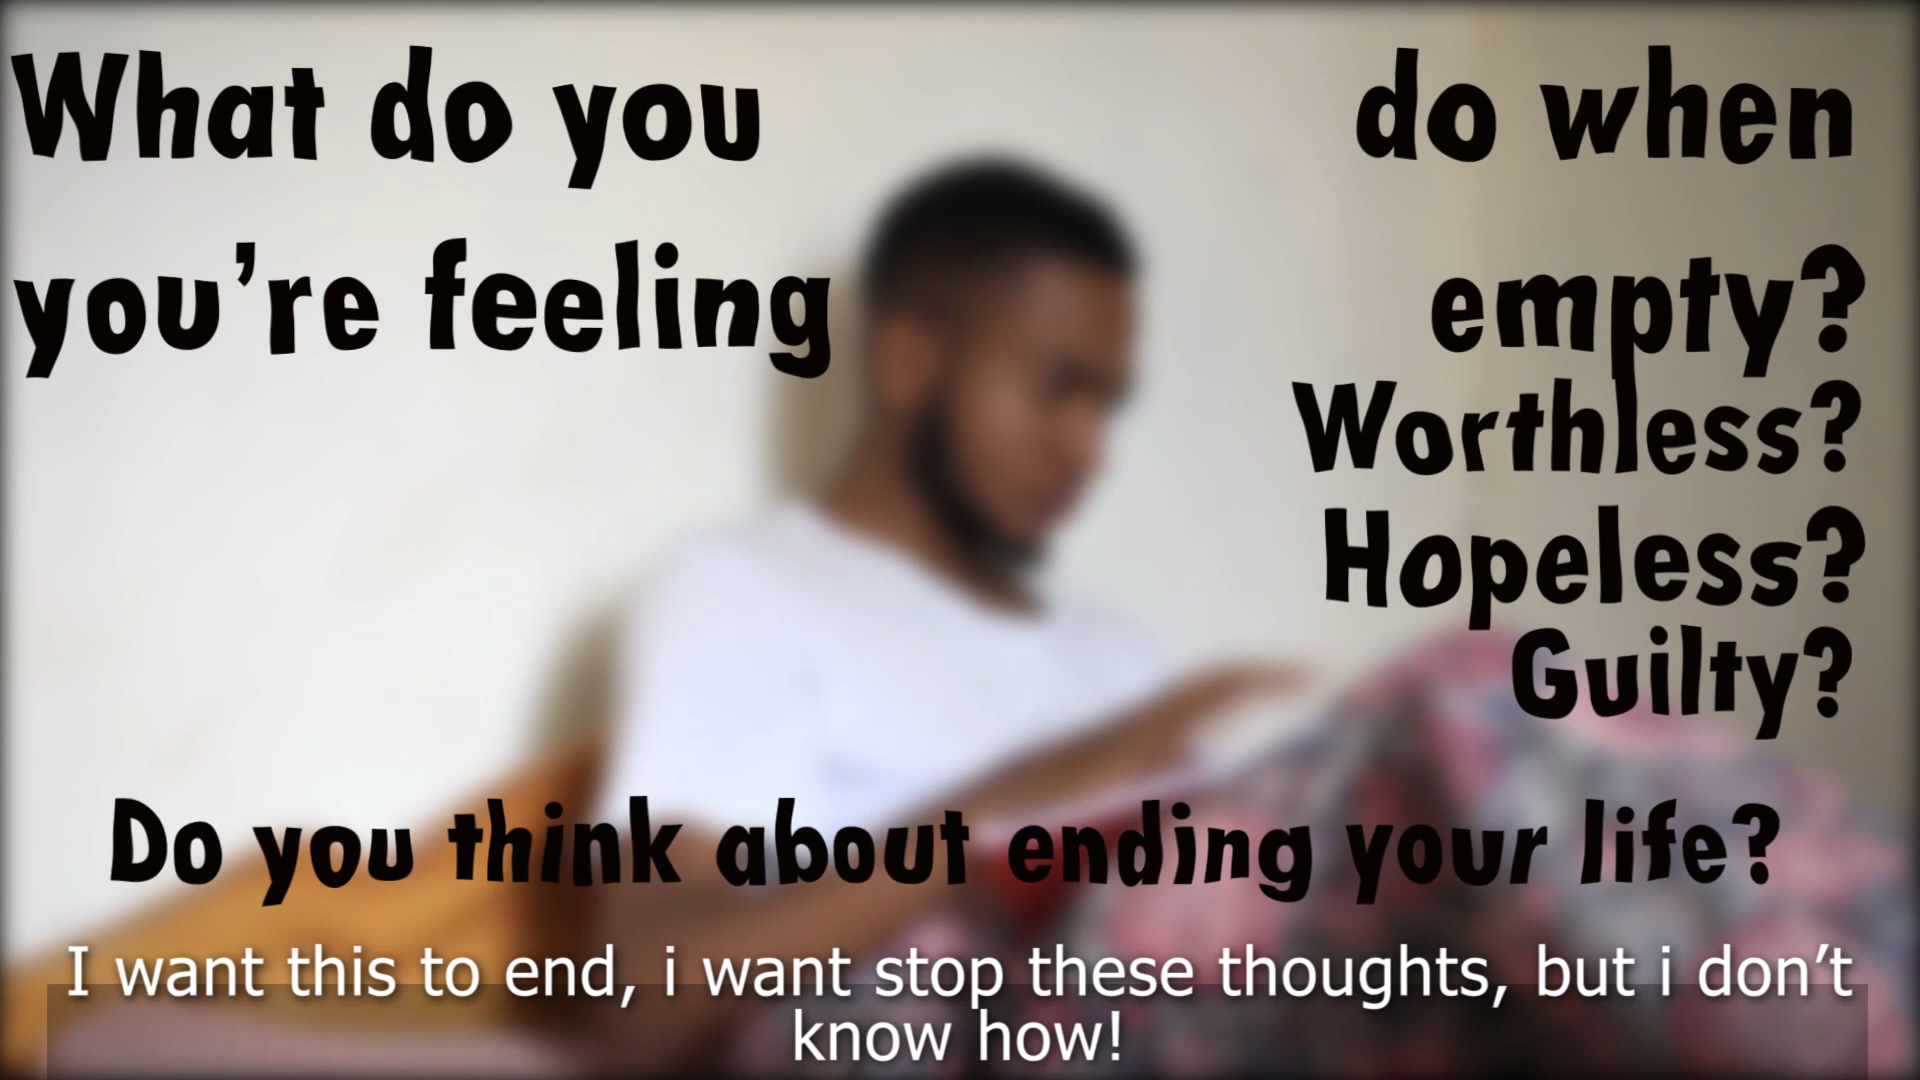 What do you do when
you're feeling empty?
Worthless?
Hopeless?
Guilty?
Do you think about ending your life?
I want this to end, i want stop these thoughts, but i don't
know how!